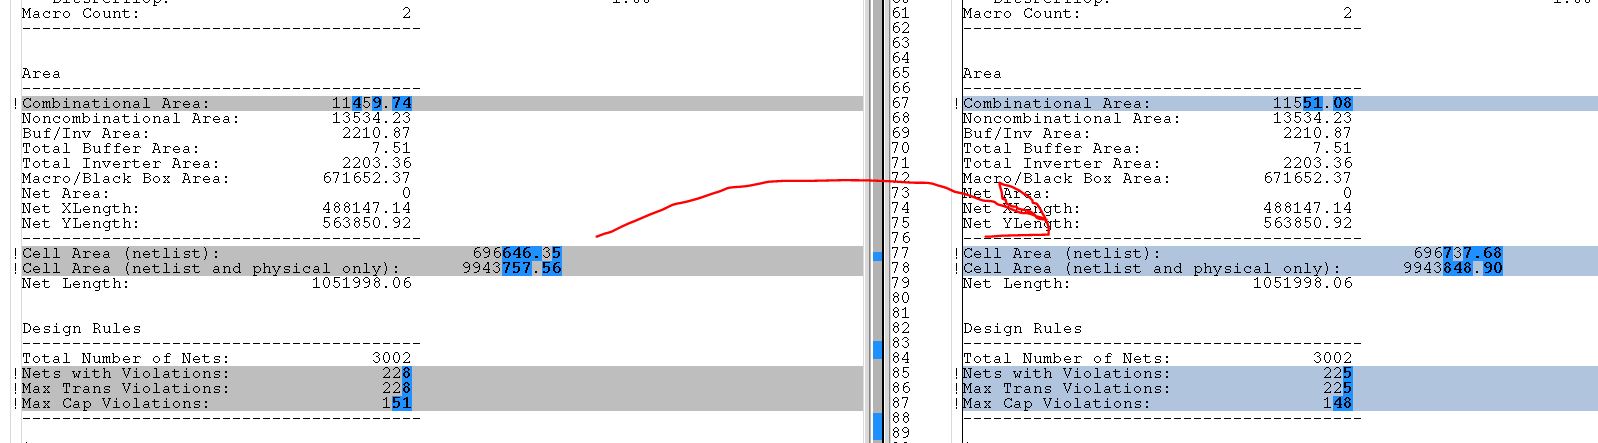 Macro Count: 2
----------------------------------------
Area
----------------------------------------
!Combinational Area: 11459.74
Noncombinational Area: 13534.23
Buf/Inv Area: 2210.87
Total Buffer Area: 7.51
Total Inverter Area: 2203.36
Macro/Black Box Area: 671652.37
Net Area: 0
Net XLength: 488147.14
Net YLength: 563850.92
----------------------------------------
!Cell Area (netlist): 696646.35
!Cell Area (netlist and physical only): 9943757.56
Net Length: 1051998.06
Design Rules
----------------------------------------
Total Number of Nets: 3002
!Nets with Violations: 228
!Max Trans Violations: 228
!Max Cap Violations: 151
----------------------------------------
61 Macro Count: 2
62 ----------------------------------------
63
64
65 Area
66 ----------------------------------------
67 !Combinational Area: 11551.08
68 Noncombinational Area: 13534.23
69 Buf/Inv Area: 2210.87
70 Total Buffer Area: 7.51
71 Total Inverter Area: 2203.36
72 Macro/Black Box Area: 671652.37
73 Net Area: 0
74 Net XLength: 488147.14
75 Net YLength: 563850.92
76 ----------------------------------------
77 !Cell Area (netlist): 696737.68
78 !Cell Area (netlist and physical only): 9943848.90
79 Net Length: 1051998.06
80
81
82 Design Rules
83 ----------------------------------------
84 Total Number of Nets: 3002
85 !Nets with Violations: 225
86 !Max Trans Violations: 225
87 !Max Cap Violations: 148
88 ----------------------------------------
89